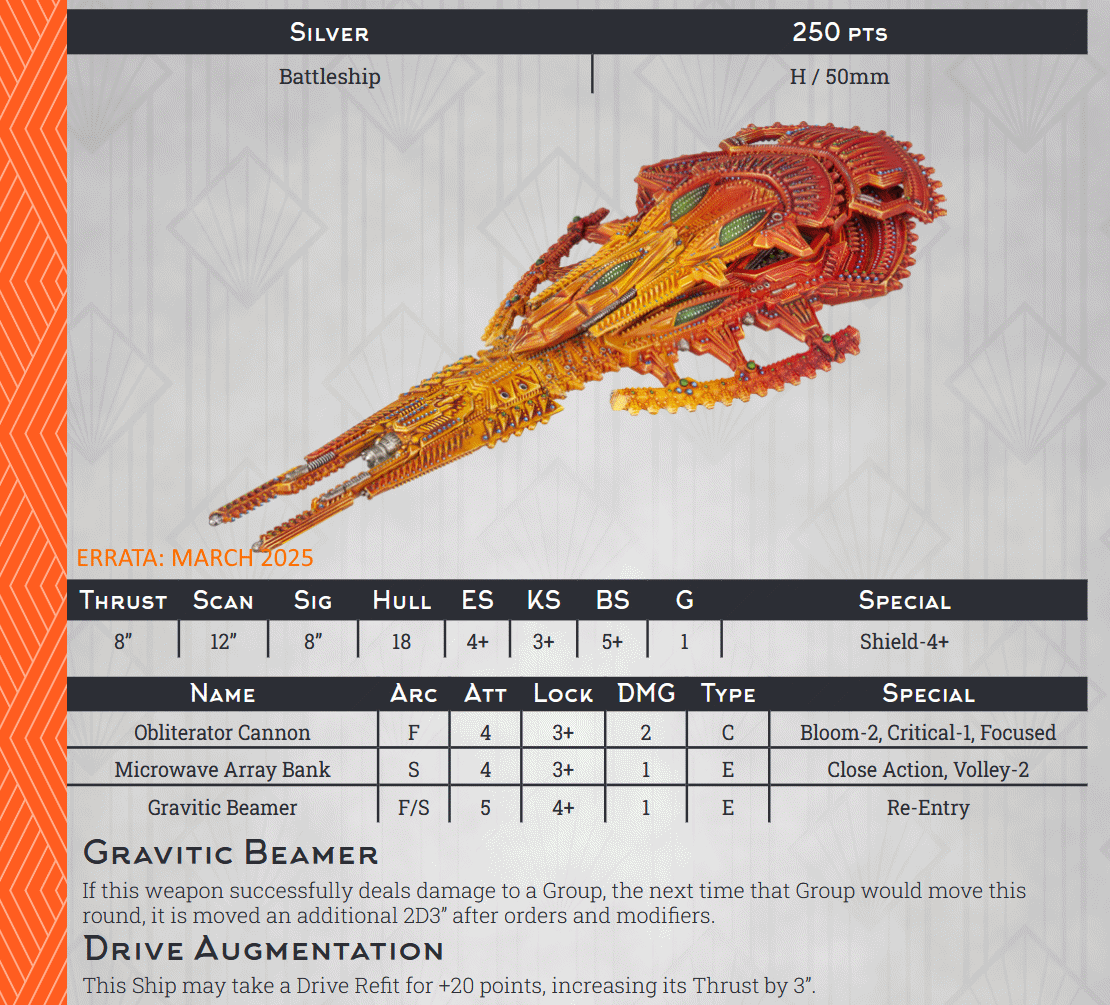 Silver 250 pts
Battleship H / 50mm
ERRATA: MARCH 2025
Thrust Scan Sig Hull ES KS BS G Special
8” 12” 8” 18 4+ 3+ 5+ 1 Shield-4+
Name Arc Att Lock DMG Type Special
Obliterator Cannon F 4 3+ 2 C Bloom-2, Critical-1, Focused
Microwave Array Bank S 4 3+ 1 E Close Action, Volley-2
Gravitic Beamer F/S 5 4+ 1 E Re-Entry
Gravitic Beamer
If this weapon successfully deals damage to a Group, the next time that Group would move this
round, it is moved an additional 2D3” after orders and modifiers.
Drive Augmentation
This Ship may take a Drive Refit for +20 points, increasing its Thrust by 3”.